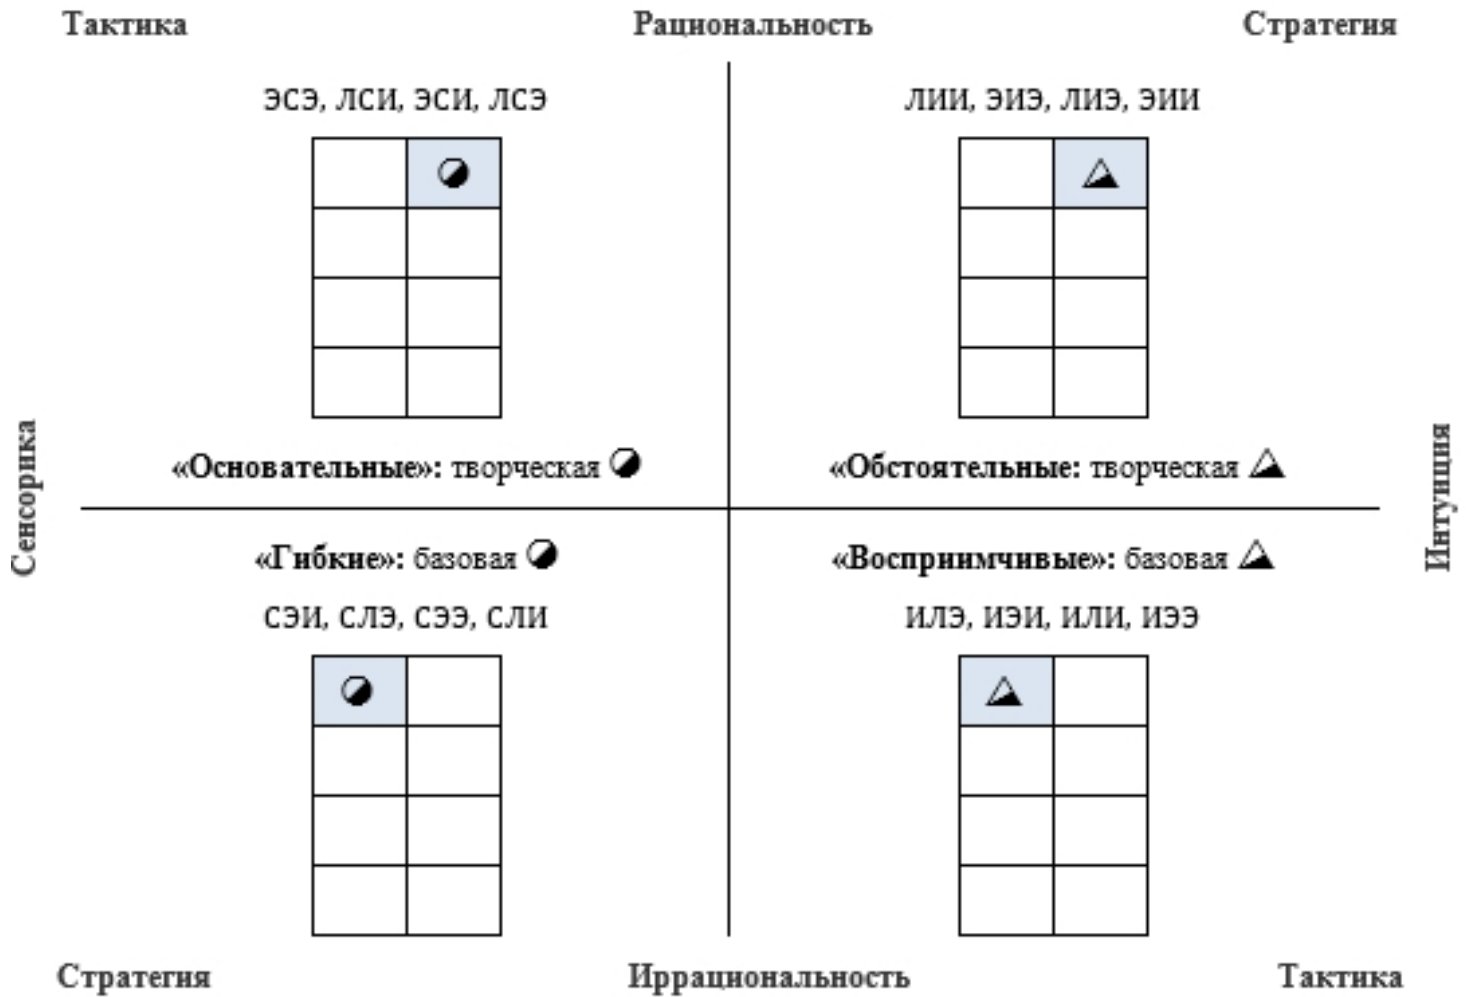 Тактика Рациональность Стратегия
ЭСЭ, ЛСИ, ЭСИ, ЛСЭ
ЛИИ, ЭИЭ, ЛИЭ, ЭИИ
«Основательные»: творческая
«Обстоятельные: творческая
Сенсорика
Интуиция
«Гибкие»: базовая
«Восприимчивые»: базовая
СЭИ, СЛЭ, СЭЭ, СЛИ
ИЛЭ, ИЭИ, ИЛИ, ИЭЭ
Стратегия Иррациональность Тактика